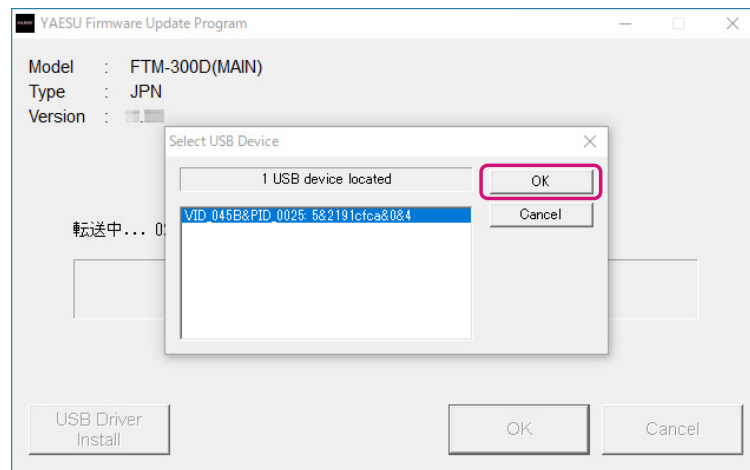 YAESU Firmware Update Program
Model : FTM-300D(MAIN)
Type : JPN
Version :
Select USB Device
1 USB device located
OK
VID_045B&PID_0025: 5&2191cfca&0&4
Cancel
転送中... 0
USB Driver
Install
OK
Cancel